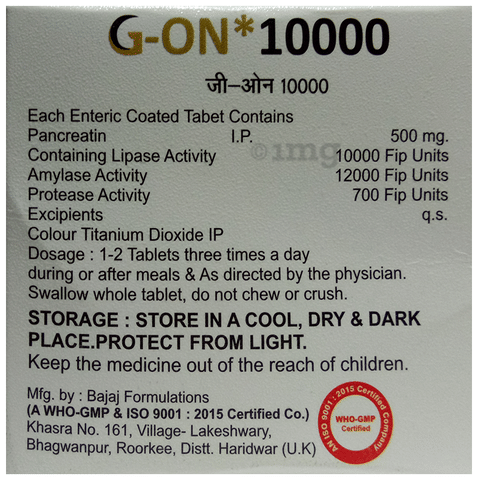 G-ON*10000
जी-ओन 10000
Each Enteric Coated Tabet Contains
Pancreatin I.P. 500 mg.
Containing Lipase Activity 10000 Fip Units
Amylase Activity 12000 Fip Units
Protease Activity 700 Fip Units
Excipients q.s.
Colour Titanium Dioxide IP
Dosage : 1-2 Tablets three times a day
during or after meals & As directed by the physician.
Swallow whole tablet, do not chew or crush.
STORAGE : STORE IN A COOL, DRY & DARK
PLACE.PROTECT FROM LIGHT.
Keep the medicine out of the reach of children.
Mfg. by : Bajaj Formulations
(A WHO-GMP & ISO 9001 : 2015 Certified Co.)
Khasra No. 161, Village- Lakeshwary,
Bhagwanpur, Roorkee, Distt. Haridwar (U.K)
AN ISO 9001 : 2015 Certified Company
WHO-GMP
Certified
1mg